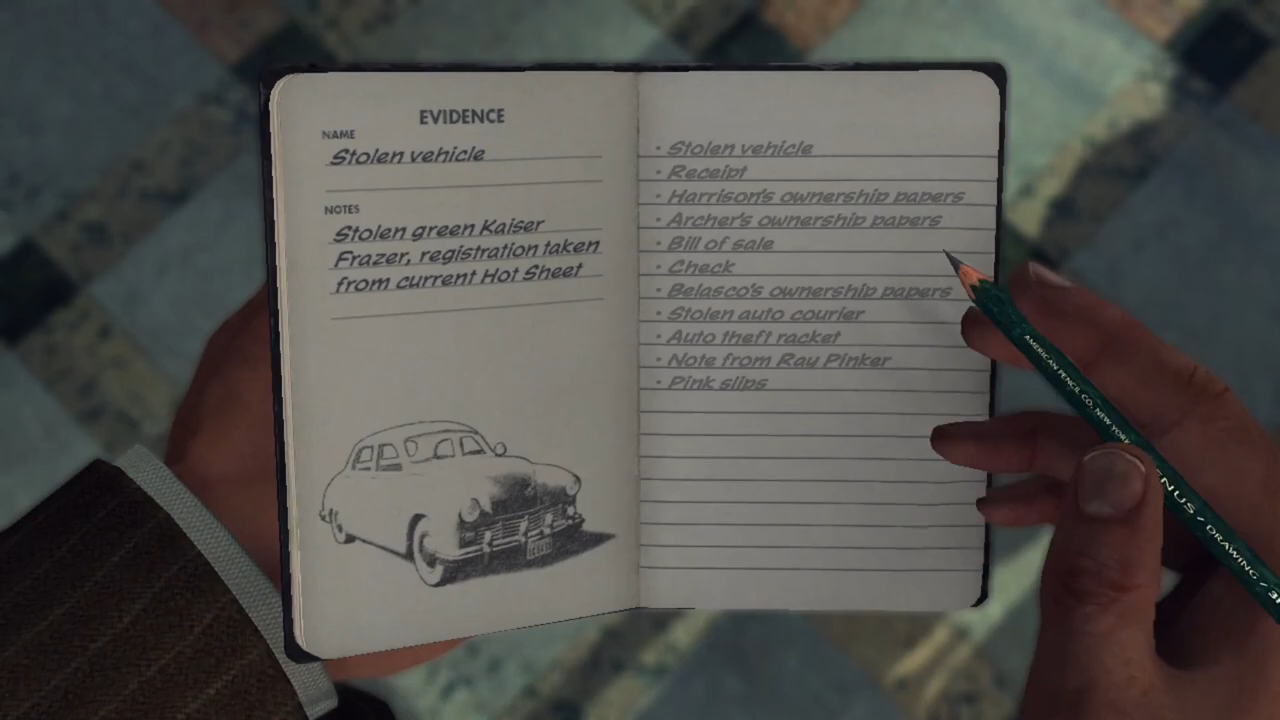 EVIDENCE
NAME
Stolen vehicle
NOTES
Stolen green Kaiser
Frazer, registration taken
from current Hot Sheet
• Stolen vehicle
• Receipt
• Harrison's ownership papers
• Archer's ownership papers
• Bill of sale
• Check
• Belasco's ownership papers
• Stolen auto courier
• Auto theft racket
• Note from Ray Pinker
• Pink slips
AMERICAN PENCIL CO. NEW YORK
ENUS / DRAWING /